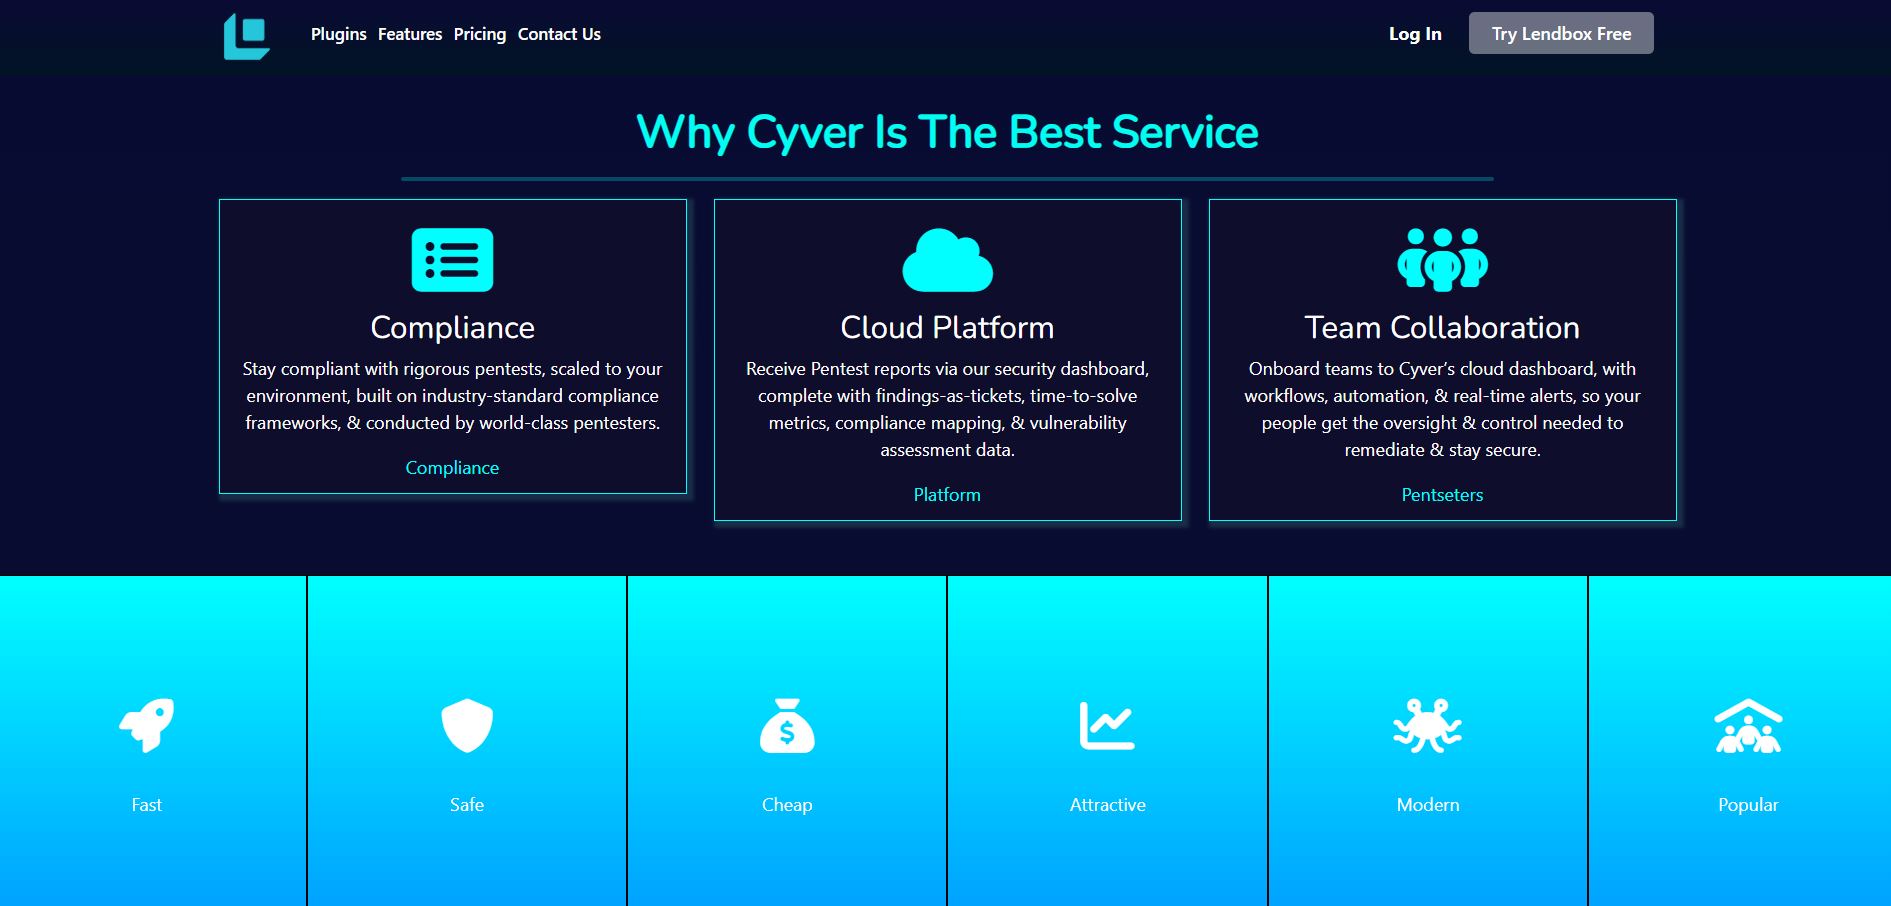 Plugins Features Pricing Contact Us
Log In
Try Lendbox Free
Why Cyver Is The Best Service
Compliance
Stay compliant with rigorous pentests, scaled to your
environment, built on industry-standard compliance
frameworks, & conducted by world-class pentesters.
Compliance
Cloud Platform
Receive Pentest reports via our security dashboard,
complete with findings-as-tickets, time-to-solve
metrics, compliance mapping, & vulnerability
assessment data.
Platform
Team Collaboration
Onboard teams to Cyver’s cloud dashboard, with
workflows, automation, & real-time alerts, so your
people get the oversight & control needed to
remediate & stay secure.
Pentseters
Fast
Safe
$
Cheap
Attractive
Modern
Popular